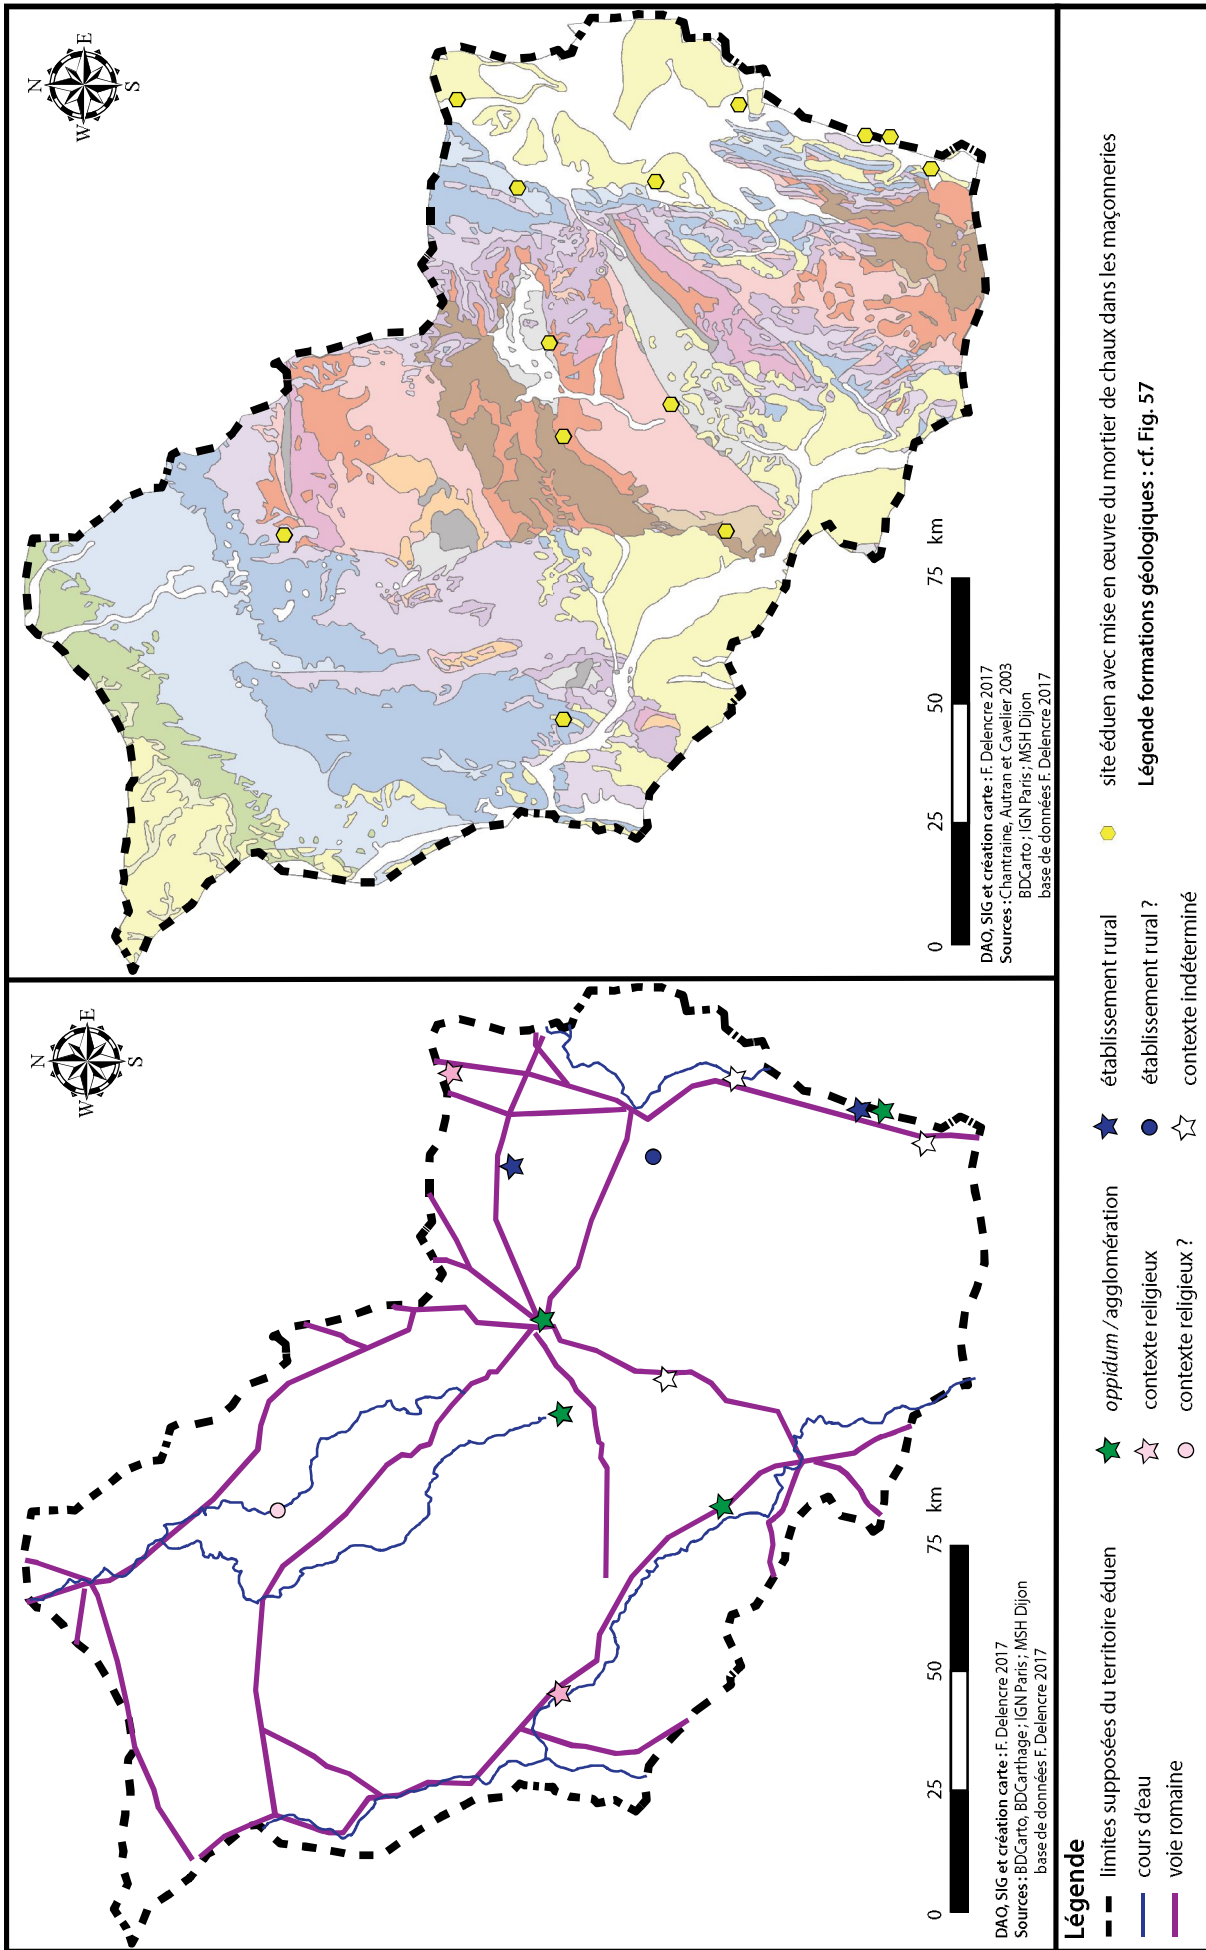 N
E
S
W
0
25
50
75
km
DAO, SIG et création carte : F. Delencre 2017
Sources : BDCarto, BDCarthage ; IGN Paris ; MSH Dijon
base de données F. Delencre 2017
N
E
S
W
0
25
50
75
km
DAO, SIG et création carte : F. Delencre 2017
Sources : Chantraine, Autran et Cavelier 2003
BDCarto ; IGN Paris ; MSH Dijon
base de données F. Delencre 2017
Légende
limites supposées du territoire éduen
cours d'eau
voie romaine
oppidum / agglomération
contexte religieux
contexte religieux ?
établissement rural
établissement rural ?
contexte indéterminé
site éduen avec mise en œuvre du mortier de chaux dans les maçonneries
Légende formations géologiques : cf. Fig. 57